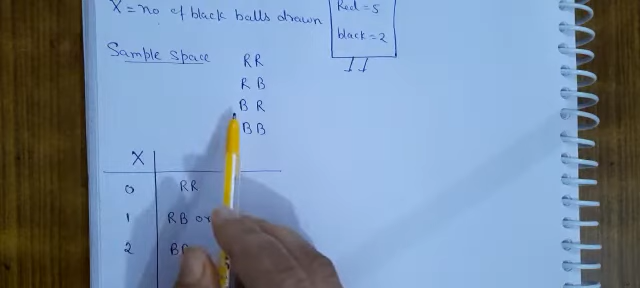 X = no of black balls drawn
Red = 5
black = 2
Sample space
RR
RB
BR
BB
X
0 RR
1 RB or
2